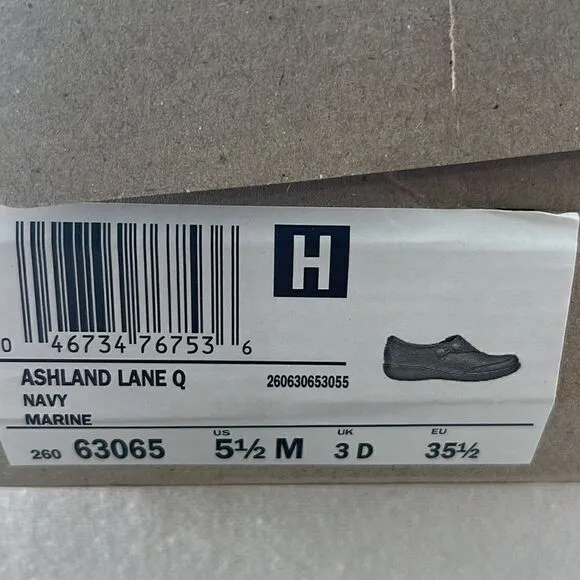 H
0 46734 76753 6
ASHLAND LANE Q 260630653055
NAVY
MARINE
US UK EU
260 63065 5½ M 3 D 35½